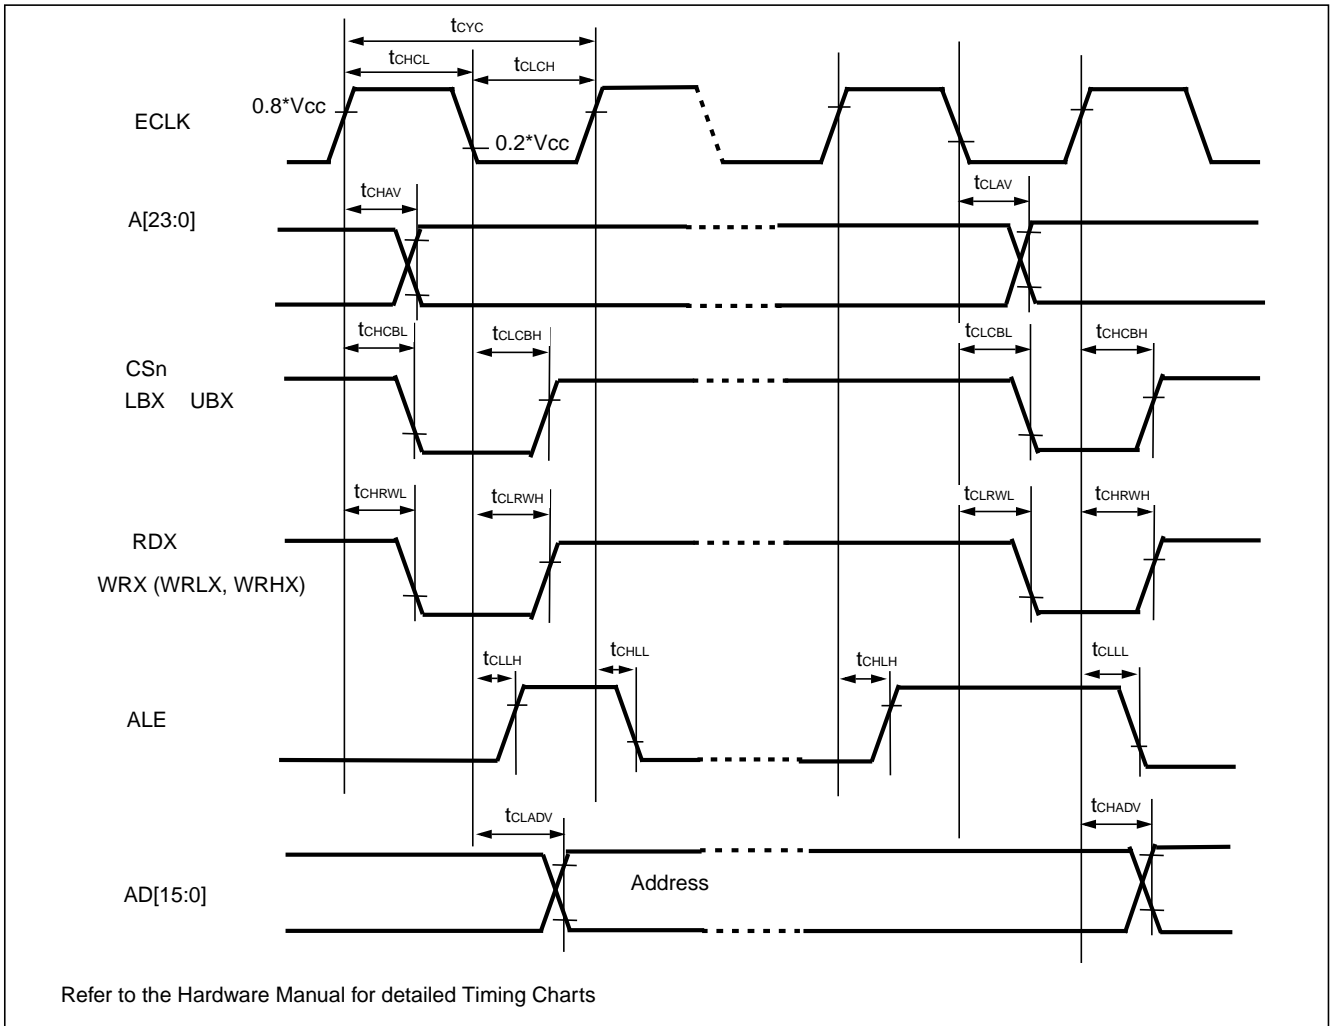 tCYC
tCHCL
tCLCH
0.8*Vcc
ECLK
0.2*Vcc
tCHAV
tCLAV
A[23:0]
tCHCBL
tCLCBH
tCLCBL
tCHCBH
CSn
LBX UBX
tCHRWL
tCLRWH
tCLRWL
tCHRWH
RDX
WRX (WRLX, WRHX)
tCLLH
tCHLL
tCHLH
tCLLL
ALE
tCLADV
tCHADV
Address
AD[15:0]
Refer to the Hardware Manual for detailed Timing Charts